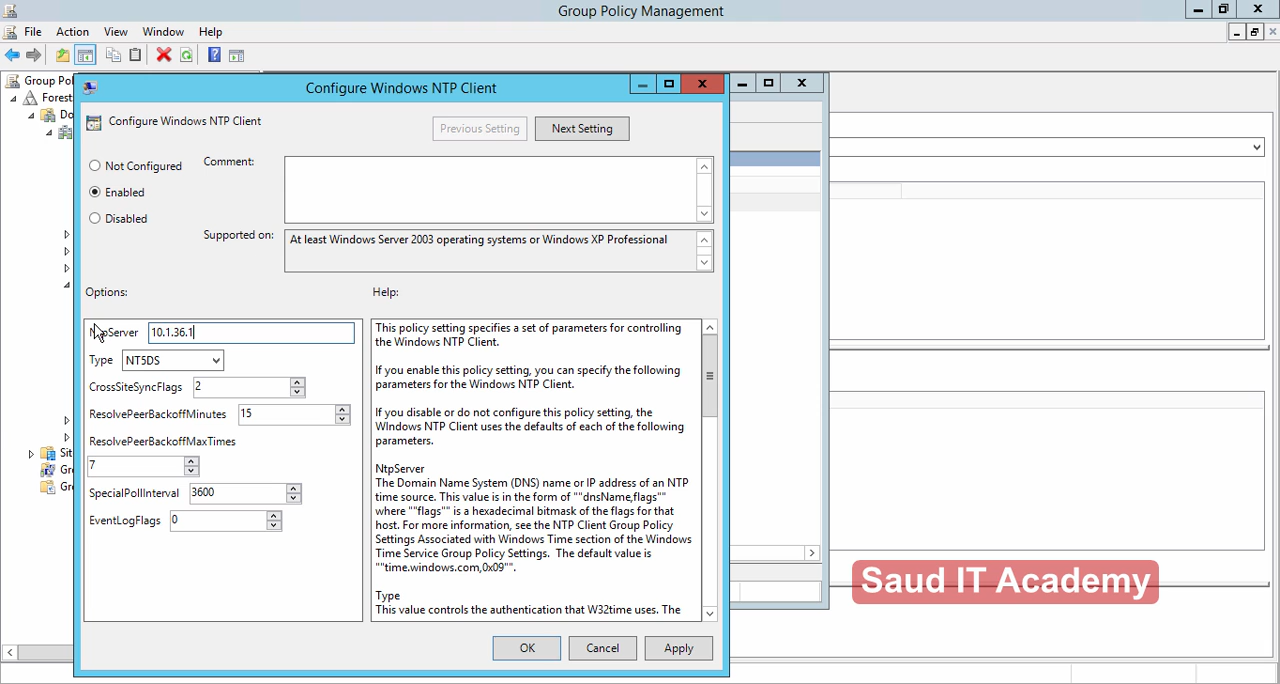 Group Policy Management
File Action View Window Help
Group Pol
Forest
Do
Sit
Gr
Gr
Configure Windows NTP Client
Configure Windows NTP Client
Previous Setting
Next Setting
Not Configured
Enabled
Disabled
Comment:
Supported on:
At least Windows Server 2003 operating systems or Windows XP Professional
Options:
Help:
NtpServer 10.1.36.1
Type NT5DS
CrossSiteSyncFlags 2
ResolvePeerBackoffMinutes 15
ResolvePeerBackoffMaxTimes
7
SpecialPollInterval 3600
EventLogFlags 0
This policy setting specifies a set of parameters for controlling
the Windows NTP Client.
If you enable this policy setting, you can specify the following
parameters for the Windows NTP Client.
If you disable or do not configure this policy setting, the
WIndows NTP Client uses the defaults of each of the following
parameters.
NtpServer
The Domain Name System (DNS) name or IP address of an NTP
time source. This value is in the form of ""dnsName,flags""
where ""flags"" is a hexadecimal bitmask of the flags for that
host. For more information, see the NTP Client Group Policy
Settings Associated with Windows Time section of the Windows
Time Service Group Policy Settings. The default value is
""time.windows.com,0x09"".
Type
This value controls the authentication that W32time uses. The
OK
Cancel
Apply
Saud IT Academy